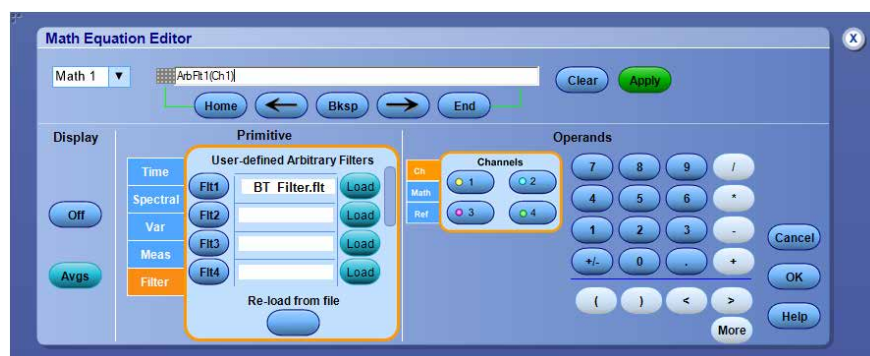 Math Equation Editor
X
Math 1 ▼ ArbFlt1(Ch1) Clear Apply
Home ← Bksp → End
Display Primitive Operands
User-defined Arbitrary Filters
Time
Spectral
Var
Meas
Filter
Flt1 BT_Filter.flt Load
Flt2 Load
Flt3 Load
Flt4 Load
Re-load from file
Off
Avgs
Ch
Math
Ref
Channels
1 2
3 4
7 8 9 /
4 5 6 *
1 2 3 -
+/- 0 . +
( ) < >
More
Cancel
OK
Help